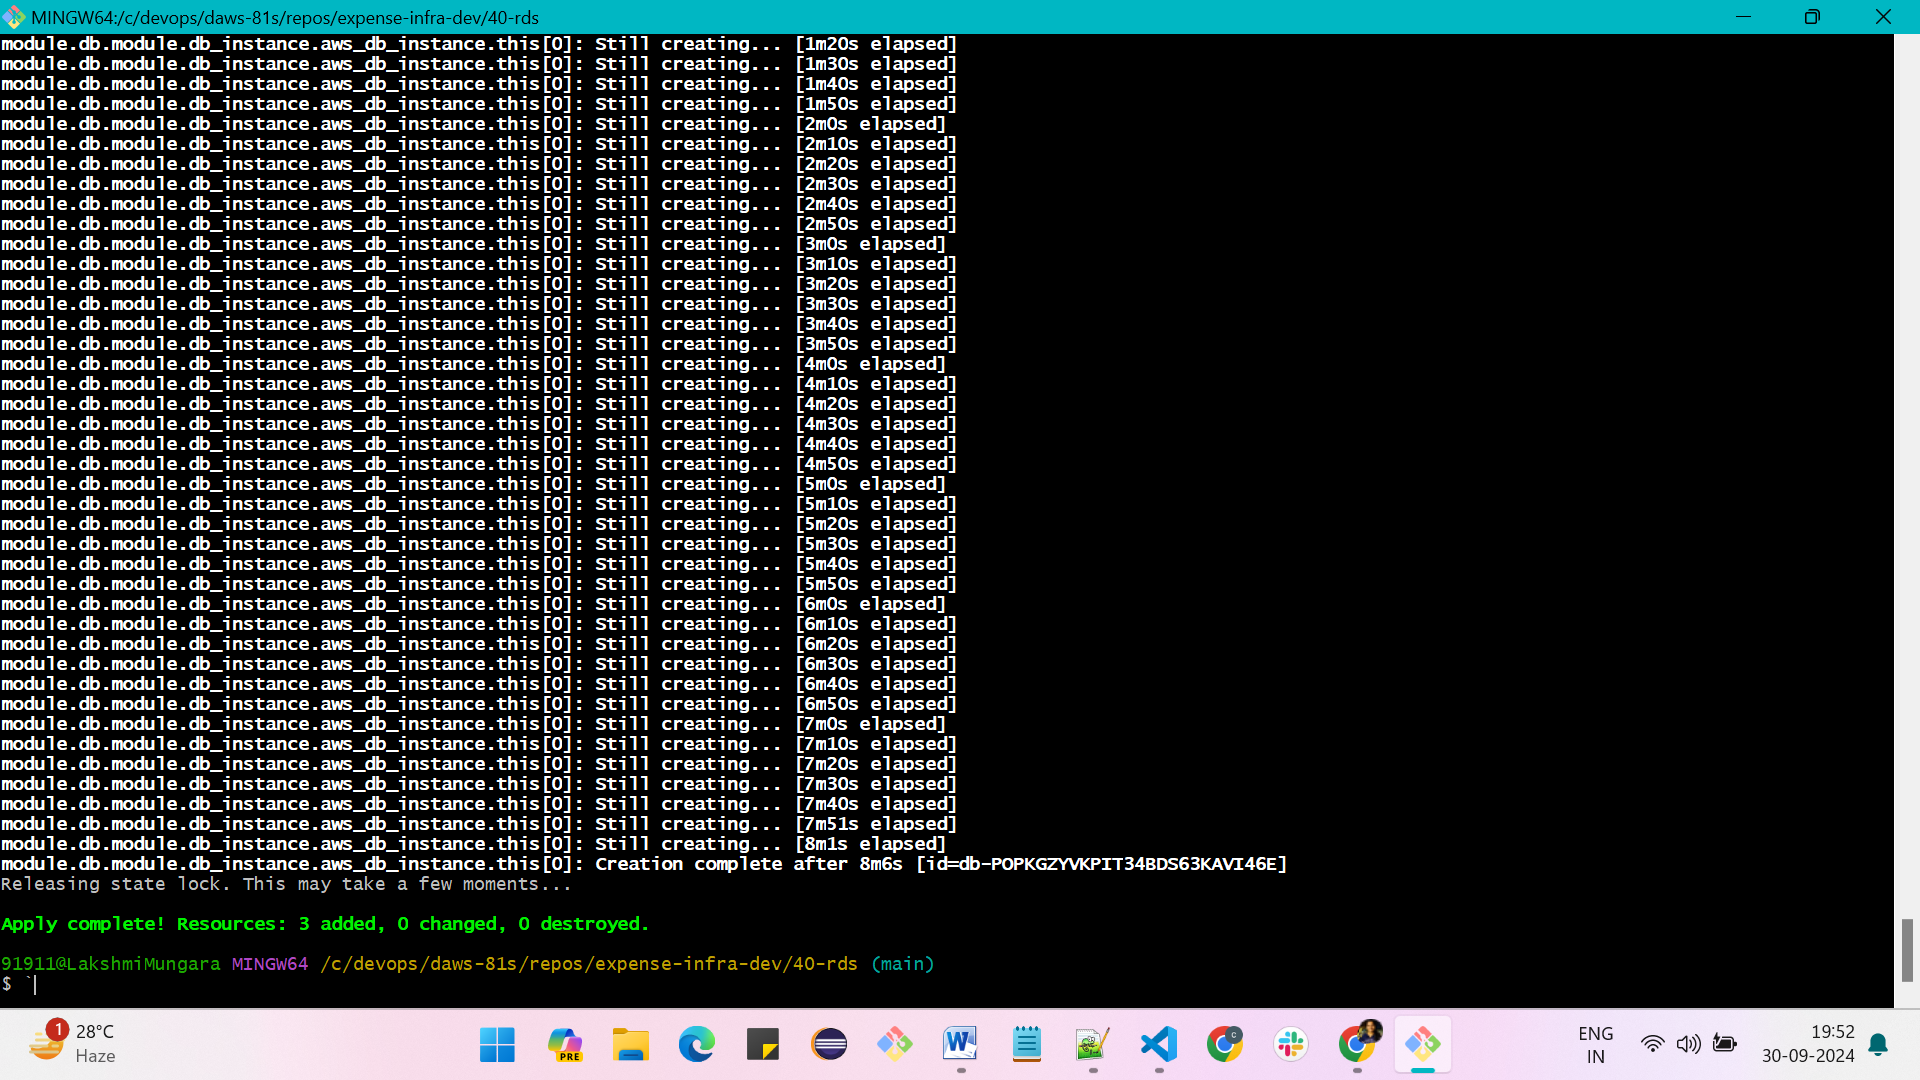 MINGW64:/c/devops/daws-81s/repos/expense-infra-dev/40-rds
module.db.module.db_instance.aws_db_instance.this[0]: Still creating... [1m20s elapsed]
module.db.module.db_instance.aws_db_instance.this[0]: Still creating... [1m30s elapsed]
module.db.module.db_instance.aws_db_instance.this[0]: Still creating... [1m40s elapsed]
module.db.module.db_instance.aws_db_instance.this[0]: Still creating... [1m50s elapsed]
module.db.module.db_instance.aws_db_instance.this[0]: Still creating... [2m0s elapsed]
module.db.module.db_instance.aws_db_instance.this[0]: Still creating... [2m10s elapsed]
module.db.module.db_instance.aws_db_instance.this[0]: Still creating... [2m20s elapsed]
module.db.module.db_instance.aws_db_instance.this[0]: Still creating... [2m30s elapsed]
module.db.module.db_instance.aws_db_instance.this[0]: Still creating... [2m40s elapsed]
module.db.module.db_instance.aws_db_instance.this[0]: Still creating... [2m50s elapsed]
module.db.module.db_instance.aws_db_instance.this[0]: Still creating... [3m0s elapsed]
module.db.module.db_instance.aws_db_instance.this[0]: Still creating... [3m10s elapsed]
module.db.module.db_instance.aws_db_instance.this[0]: Still creating... [3m20s elapsed]
module.db.module.db_instance.aws_db_instance.this[0]: Still creating... [3m30s elapsed]
module.db.module.db_instance.aws_db_instance.this[0]: Still creating... [3m40s elapsed]
module.db.module.db_instance.aws_db_instance.this[0]: Still creating... [3m50s elapsed]
module.db.module.db_instance.aws_db_instance.this[0]: Still creating... [4m0s elapsed]
module.db.module.db_instance.aws_db_instance.this[0]: Still creating... [4m10s elapsed]
module.db.module.db_instance.aws_db_instance.this[0]: Still creating... [4m20s elapsed]
module.db.module.db_instance.aws_db_instance.this[0]: Still creating... [4m30s elapsed]
module.db.module.db_instance.aws_db_instance.this[0]: Still creating... [4m40s elapsed]
module.db.module.db_instance.aws_db_instance.this[0]: Still creating... [4m50s elapsed]
module.db.module.db_instance.aws_db_instance.this[0]: Still creating... [5m0s elapsed]
module.db.module.db_instance.aws_db_instance.this[0]: Still creating... [5m10s elapsed]
module.db.module.db_instance.aws_db_instance.this[0]: Still creating... [5m20s elapsed]
module.db.module.db_instance.aws_db_instance.this[0]: Still creating... [5m30s elapsed]
module.db.module.db_instance.aws_db_instance.this[0]: Still creating... [5m40s elapsed]
module.db.module.db_instance.aws_db_instance.this[0]: Still creating... [5m50s elapsed]
module.db.module.db_instance.aws_db_instance.this[0]: Still creating... [6m0s elapsed]
module.db.module.db_instance.aws_db_instance.this[0]: Still creating... [6m10s elapsed]
module.db.module.db_instance.aws_db_instance.this[0]: Still creating... [6m20s elapsed]
module.db.module.db_instance.aws_db_instance.this[0]: Still creating... [6m30s elapsed]
module.db.module.db_instance.aws_db_instance.this[0]: Still creating... [6m40s elapsed]
module.db.module.db_instance.aws_db_instance.this[0]: Still creating... [6m50s elapsed]
module.db.module.db_instance.aws_db_instance.this[0]: Still creating... [7m0s elapsed]
module.db.module.db_instance.aws_db_instance.this[0]: Still creating... [7m10s elapsed]
module.db.module.db_instance.aws_db_instance.this[0]: Still creating... [7m20s elapsed]
module.db.module.db_instance.aws_db_instance.this[0]: Still creating... [7m30s elapsed]
module.db.module.db_instance.aws_db_instance.this[0]: Still creating... [7m40s elapsed]
module.db.module.db_instance.aws_db_instance.this[0]: Still creating... [7m51s elapsed]
module.db.module.db_instance.aws_db_instance.this[0]: Still creating... [8m1s elapsed]
module.db.module.db_instance.aws_db_instance.this[0]: Creation complete after 8m6s [id=db-POPKGZYVKPIT34BDS63KAVI46E]
Releasing state lock. This may take a few moments...
Apply complete! Resources: 3 added, 0 changed, 0 destroyed.
91911@LakshmiMungara MINGW64 /c/devops/daws-81s/repos/expense-infra-dev/40-rds (main)
$ `
1
28°C
Haze
PRE
W
C
ENG
IN
19:52
30-09-2024